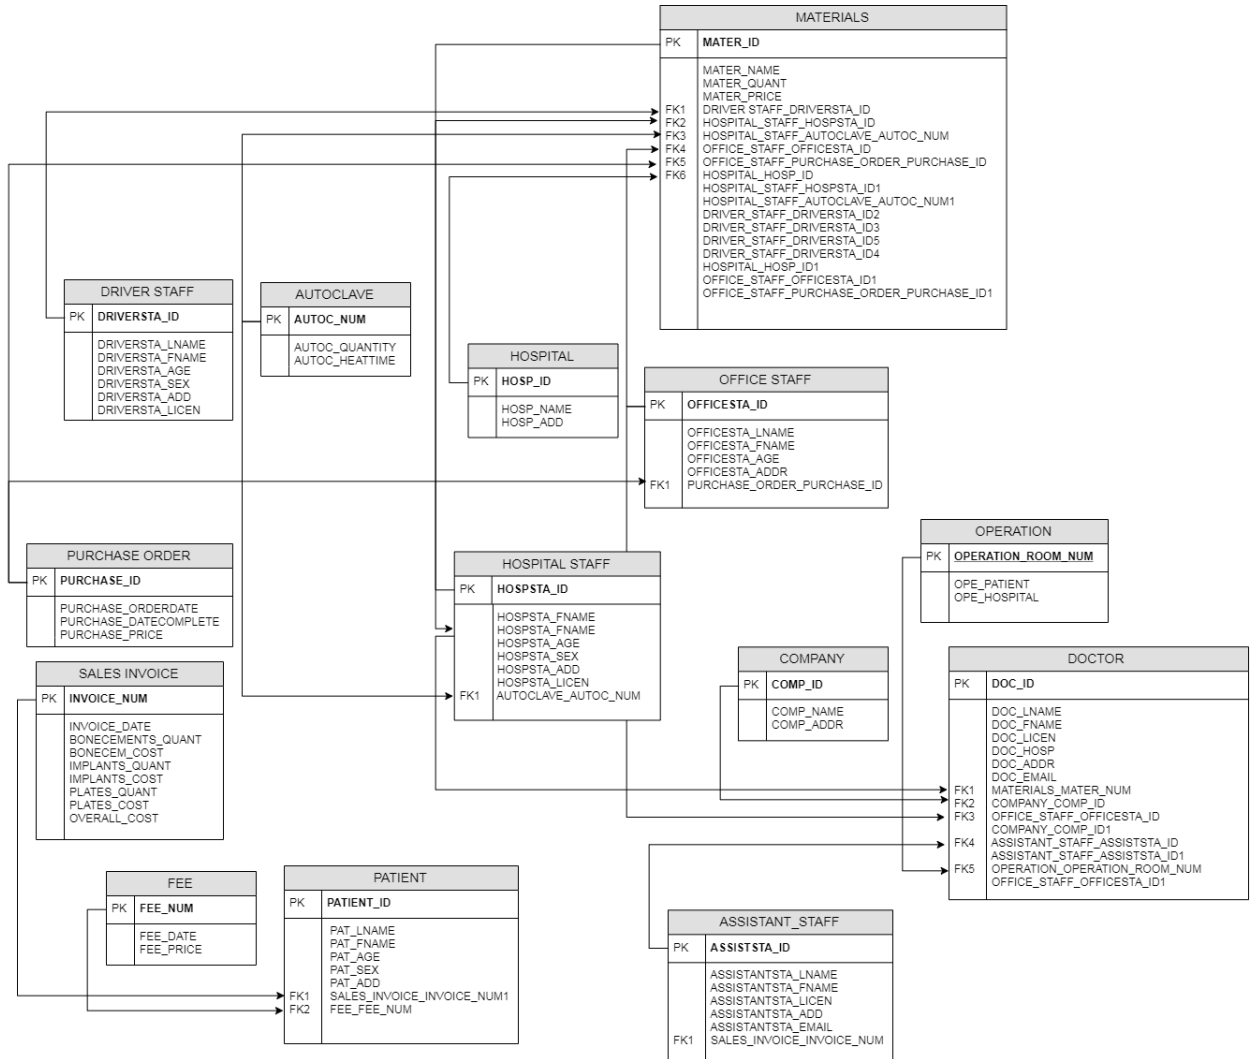 MATERIALS
PK MATER_ID
MATER_NAME
MATER_QUANT
MATER_PRICE
FK1 DRIVER STAFF_DRIVERSTA_ID
FK2 HOSPITAL_STAFF_HOSPSTA_ID
FK3 HOSPITAL_STAFF_AUTOCLAVE_AUTOC_NUM
FK4 OFFICE_STAFF_OFFICESTA_ID
FK5 OFFICE_STAFF_PURCHASE_ORDER_PURCHASE_ID
FK6 HOSPITAL_HOSP_ID
HOSPITAL_STAFF_HOSPSTA_ID1
HOSPITAL_STAFF_AUTOCLAVE_AUTOC_NUM1
DRIVER_STAFF_DRIVERSTA_ID2
DRIVER_STAFF_DRIVERSTA_ID3
DRIVER_STAFF_DRIVERSTA_ID5
DRIVER_STAFF_DRIVERSTA_ID4
HOSPITAL_HOSP_ID1
OFFICE_STAFF_OFFICESTA_ID1
OFFICE_STAFF_PURCHASE_ORDER_PURCHASE_ID1
DRIVER STAFF
PK DRIVERSTA_ID
DRIVERSTA_LNAME
DRIVERSTA_FNAME
DRIVERSTA_AGE
DRIVERSTA_SEX
DRIVERSTA_ADD
DRIVERSTA_LICEN
AUTOCLAVE
PK AUTOC_NUM
AUTOC_QUANTITY
AUTOC_HEATTIME
HOSPITAL
PK HOSP_ID
HOSP_NAME
HOSP_ADD
OFFICE STAFF
PK OFFICESTA_ID
OFFICESTA_LNAME
OFFICESTA_FNAME
OFFICESTA_AGE
OFFICESTA_ADDR
FK1 PURCHASE_ORDER_PURCHASE_ID
PURCHASE ORDER
PK PURCHASE_ID
PURCHASE_ORDERDATE
PURCHASE_DATECOMPLETE
PURCHASE_PRICE
HOSPITAL STAFF
PK HOSPSTA_ID
HOSPSTA_FNAME
HOSPSTA_FNAME
HOSPSTA_AGE
HOSPSTA_SEX
HOSPSTA_ADD
HOSPSTA_LICEN
FK1 AUTOCLAVE_AUTOC_NUM
OPERATION
PK OPERATION_ROOM_NUM
OPE_PATIENT
OPE_HOSPITAL
SALES INVOICE
PK INVOICE_NUM
INVOICE_DATE
BONECEMENTS_QUANT
BONECEM_COST
IMPLANTS_QUANT
IMPLANTS_COST
PLATES_QUANT
PLATES_COST
OVERALL_COST
COMPANY
PK COMP_ID
COMP_NAME
COMP_ADDR
DOCTOR
PK DOC_ID
DOC_LNAME
DOC_FNAME
DOC_LICEN
DOC_HOSP
DOC_ADDR
DOC_EMAIL
FK1 MATERIALS_MATER_NUM
FK2 COMPANY_COMP_ID
FK3 OFFICE_STAFF_OFFICESTA_ID
COMPANY_COMP_ID1
FK4 ASSISTANT_STAFF_ASSISTSTA_ID
ASSISTANT_STAFF_ASSISTSTA_ID1
FK5 OPERATION_OPERATION_ROOM_NUM
OFFICE_STAFF_OFFICESTA_ID1
FEE
PK FEE_NUM
FEE_DATE
FEE_PRICE
PATIENT
PK PATIENT_ID
PAT_LNAME
PAT_FNAME
PAT_AGE
PAT_SEX
PAT_ADD
FK1 SALES_INVOICE_INVOICE_NUM1
FK2 FEE_FEE_NUM
ASSISTANT_STAFF
PK ASSISTSTA_ID
ASSISTANTSTA_LNAME
ASSISTANTSTA_FNAME
ASSISTANTSTA_LICEN
ASSISTANTSTA_ADD
ASSISTANTSTA_EMAIL
FK1 SALES_INVOICE_INVOICE_NUM